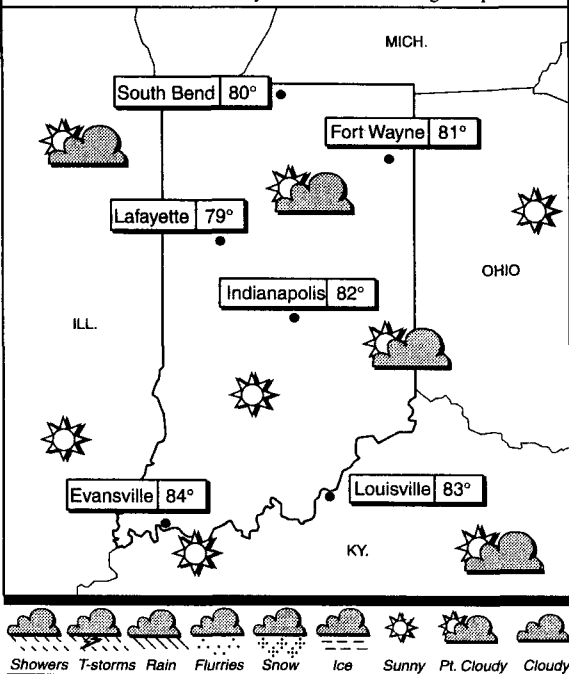 MICH.
South Bend 80°
Fort Wayne 81°
Lafayette 79°
OHIO
Indianapolis 82°
ILL.
Evansville 84°
Louisville 83°
KY.
Showers T-storms Rain Flurries Snow Ice Sunny Pt. Cloudy Cloudy